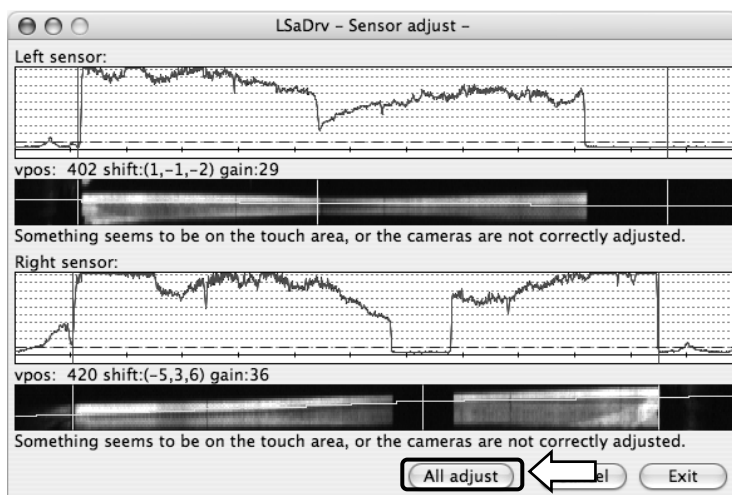 LSaDrv – Sensor adjust –
Left sensor:
vpos: 402 shift:(1,–1,–2) gain:29
Something seems to be on the touch area, or the cameras are not correctly adjusted.
Right sensor:
vpos: 420 shift:(–5,3,6) gain:36
Something seems to be on the touch area, or the cameras are not correctly adjusted.
All adjust el Exit